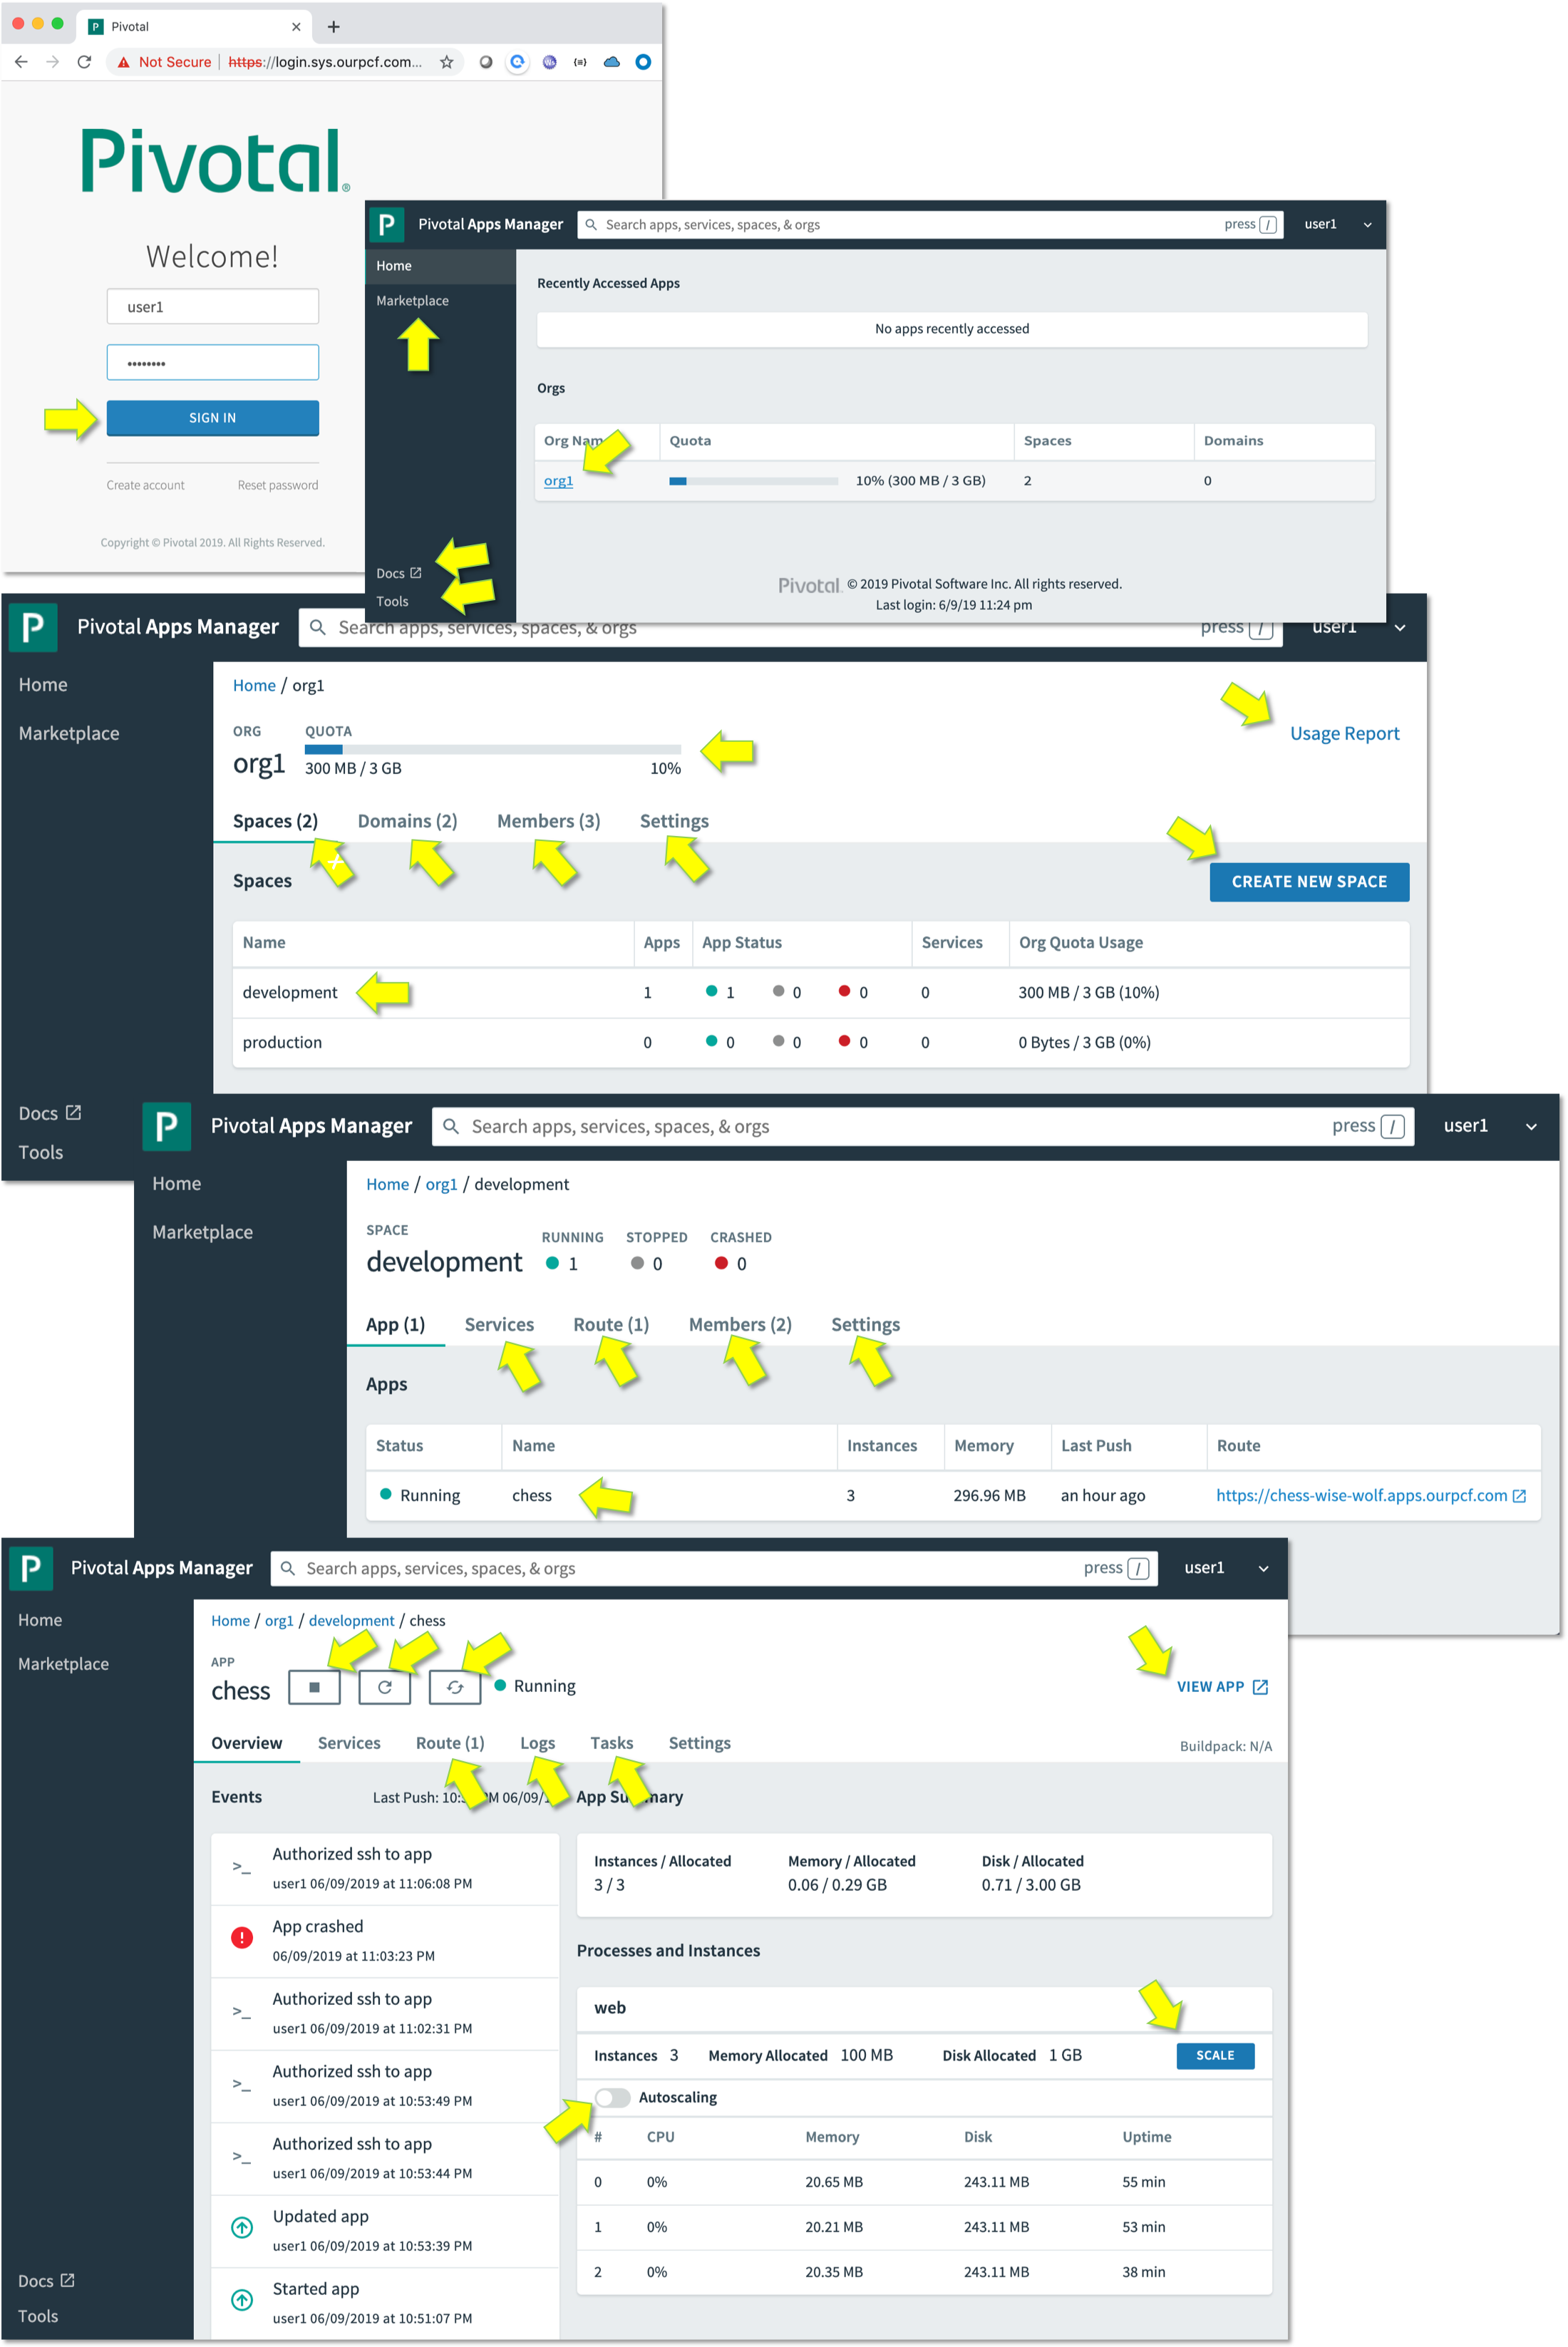 Pivotal
Not Secure
https://login.sys.ourpcf.com...
Pivotal®
Welcome!
user1
••••••••
SIGN IN
Create account
Reset password
Copyright © Pivotal 2019. All Rights Reserved.
P
Pivotal Apps Manager
Search apps, services, spaces, & orgs
press /
user1
Home
Marketplace
Docs
Tools
Recently Accessed Apps
No apps recently accessed
Orgs
Org Nam
Quota
Spaces
Domains
org1
10% (300 MB / 3 GB)
2
0
Pivotal. © 2019 Pivotal Software Inc. All rights reserved.
Last login: 6/9/19 11:24 pm
P
Pivotal Apps Manager
Search apps, services, spaces, & orgs
press /
user1
Home
Marketplace
Docs
Tools
Home / org1
ORG
QUOTA
org1
300 MB / 3 GB
10%
Usage Report
Spaces (2)
Domains (2)
Members (3)
Settings
Spaces
CREATE NEW SPACE
Name
Apps
App Status
Services
Org Quota Usage
development
1
1
0
0
0
300 MB / 3 GB (10%)
production
0
0
0
0
0
0 Bytes / 3 GB (0%)
P
Pivotal Apps Manager
Search apps, services, spaces, & orgs
press /
user1
Home
Marketplace
Home / org1 / development
SPACE
RUNNING
STOPPED
CRASHED
development
1
0
0
App (1)
Services
Route (1)
Members (2)
Settings
Apps
Status
Name
Instances
Memory
Last Push
Route
Running
chess
3
296.96 MB
an hour ago
https://chess-wise-wolf.apps.ourpcf.com
P
Pivotal Apps Manager
Search apps, services, spaces, & orgs
press /
user1
Home
Marketplace
Docs
Tools
Home / org1 / development / chess
APP
chess
Running
VIEW APP
Overview
Services
Route (1)
Logs
Tasks
Settings
Buildpack: N/A
Events
Last Push: 10: M 06/09/
>_
Authorized ssh to app
user1 06/09/2019 at 11:06:08 PM
!
App crashed
06/09/2019 at 11:03:23 PM
>_
Authorized ssh to app
user1 06/09/2019 at 11:02:31 PM
>_
Authorized ssh to app
user1 06/09/2019 at 10:53:49 PM
>_
Authorized ssh to app
user1 06/09/2019 at 10:53:44 PM
Updated app
user1 06/09/2019 at 10:53:39 PM
Started app
user1 06/09/2019 at 10:51:07 PM
App Su mary
Instances / Allocated
3 / 3
Memory / Allocated
0.06 / 0.29 GB
Disk / Allocated
0.71 / 3.00 GB
Processes and Instances
web
Instances 3
Memory Allocated 100 MB
Disk Allocated 1 GB
SCALE
Autoscaling
#
CPU
Memory
Disk
Uptime
0
0%
20.65 MB
243.11 MB
55 min
1
0%
20.21 MB
243.11 MB
53 min
2
0%
20.35 MB
243.11 MB
38 min